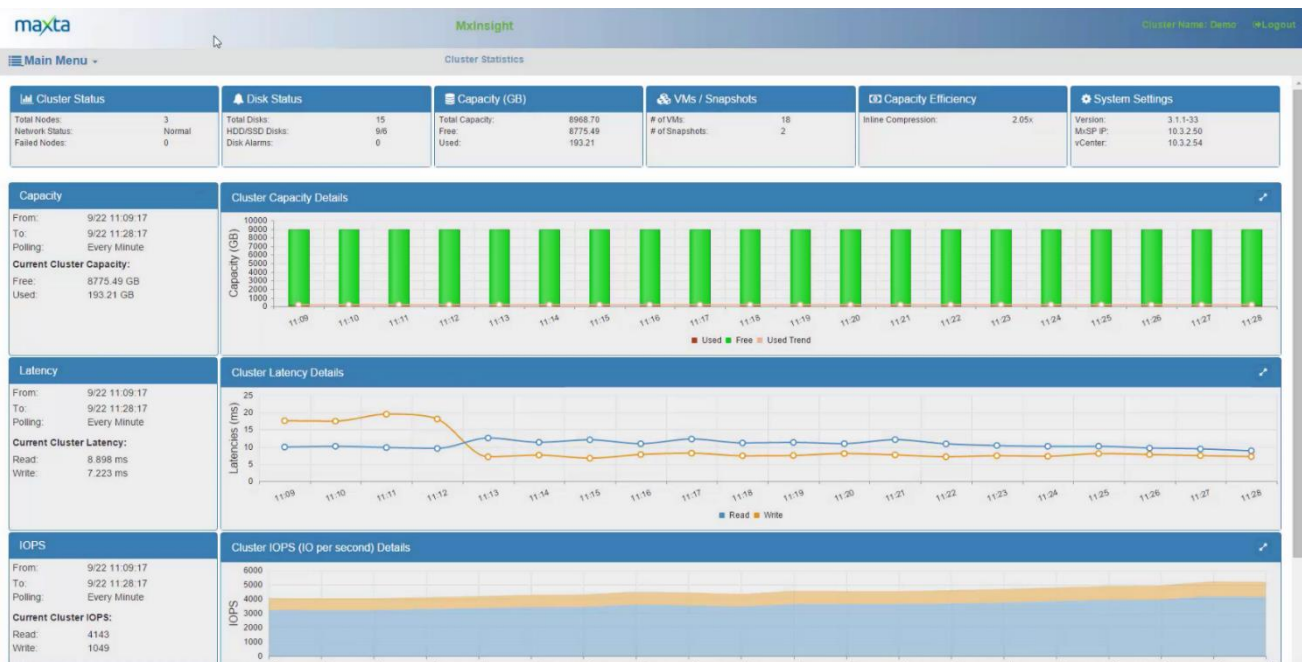 maxta
MxInsight
Cluster Name: Demo Logout
Main Menu
Cluster Statistics
Cluster Status
Total Nodes: 3
Network Status: Normal
Failed Nodes: 0
Disk Status
Total Disks: 15
HDD/SSD Disks: 9/6
Disk Alarms: 0
Capacity (GB)
Total Capacity: 8968.70
Free: 8775.49
Used: 193.21
VMs / Snapshots
# of VMs: 18
# of Snapshots: 2
Capacity Efficiency
Inline Compression: 2.05x
System Settings
Version: 3.1.1-33
MxSP IP: 10.3.2.50
vCenter: 10.3.2.54
Capacity
From: 9/22 11:09:17
To: 9/22 11:28:17
Polling: Every Minute
Current Cluster Capacity:
Free: 8775.49 GB
Used: 193.21 GB
Cluster Capacity Details
Capacity (GB)
10000
9000
8000
7000
6000
5000
4000
3000
2000
1000
0
11:09 11:10 11:11 11:12 11:13 11:14 11:15 11:16 11:17 11:18 11:19 11:20 11:21 11:22 11:23 11:24 11:25 11:26 11:27 11:28
Used Free Used Trend
Latency
From: 9/22 11:09:17
To: 9/22 11:28:17
Polling: Every Minute
Current Cluster Latency:
Read: 8.898 ms
Write: 7.223 ms
Cluster Latency Details
Latencies (ms)
25
20
15
10
5
0
11:09 11:10 11:11 11:12 11:13 11:14 11:15 11:16 11:17 11:18 11:19 11:20 11:21 11:22 11:23 11:24 11:25 11:26 11:27 11:28
Read Write
IOPS
From: 9/22 11:09:17
To: 9/22 11:28:17
Polling: Every Minute
Current Cluster IOPS:
Read: 4143
Write: 1049
Cluster IOPS (IO per second) Details
IOPS
6000
5000
4000
3000
2000
1000
0